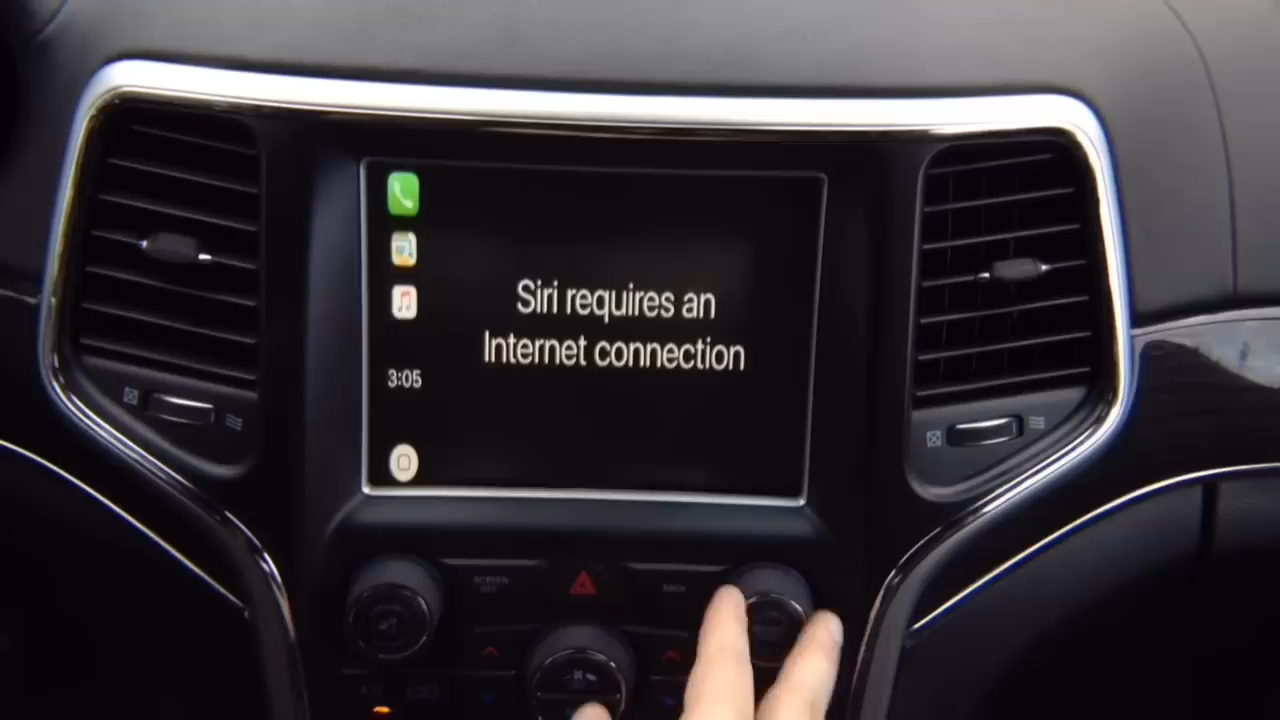 Siri requires an
Internet connection
3:05
SCREEN
OFF
BACK